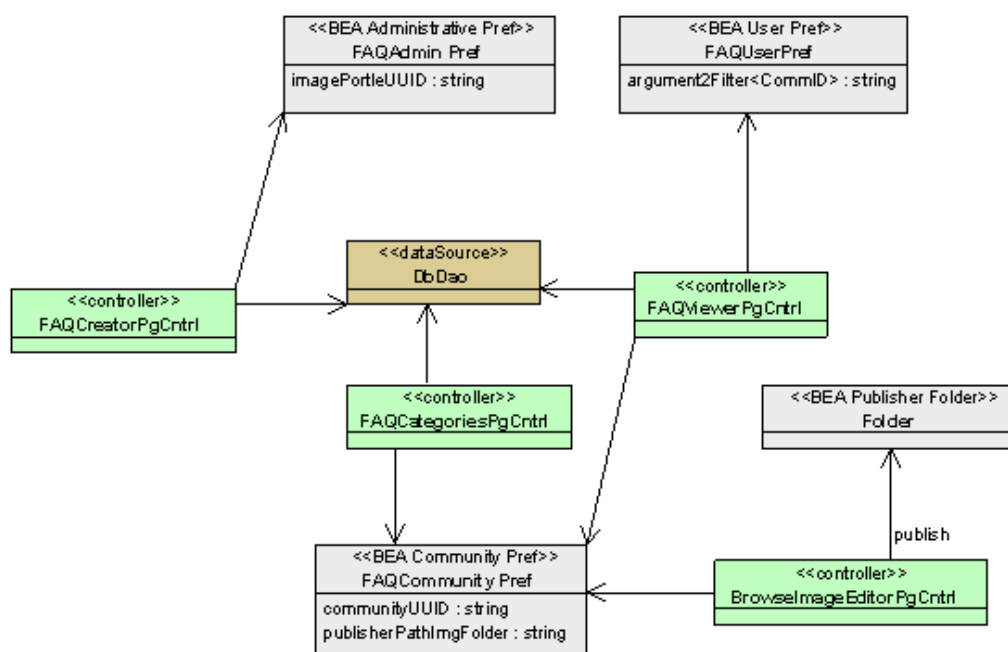 <<BEA Administrative Pref>>
FAQAdmin Pref
imagePortleUUID : string
<<BEA User Pref>>
FAQUserPref
argument2Filter<CommID> : string
<<dataSource>>
DbDao
<<controller>>
FAQCreatorPgCntrl
<<controller>>
FAQViewerPgCntrl
<<controller>>
FAQCategoriesPgCntrl
<<BEA Publisher Folder>>
Folder
publish
<<BEA Community Pref>>
FAQCommunity Pref
communityUUID : string
publisherPathImgFolder : string
<<controller>>
BrowseImageEditorPgCntrl